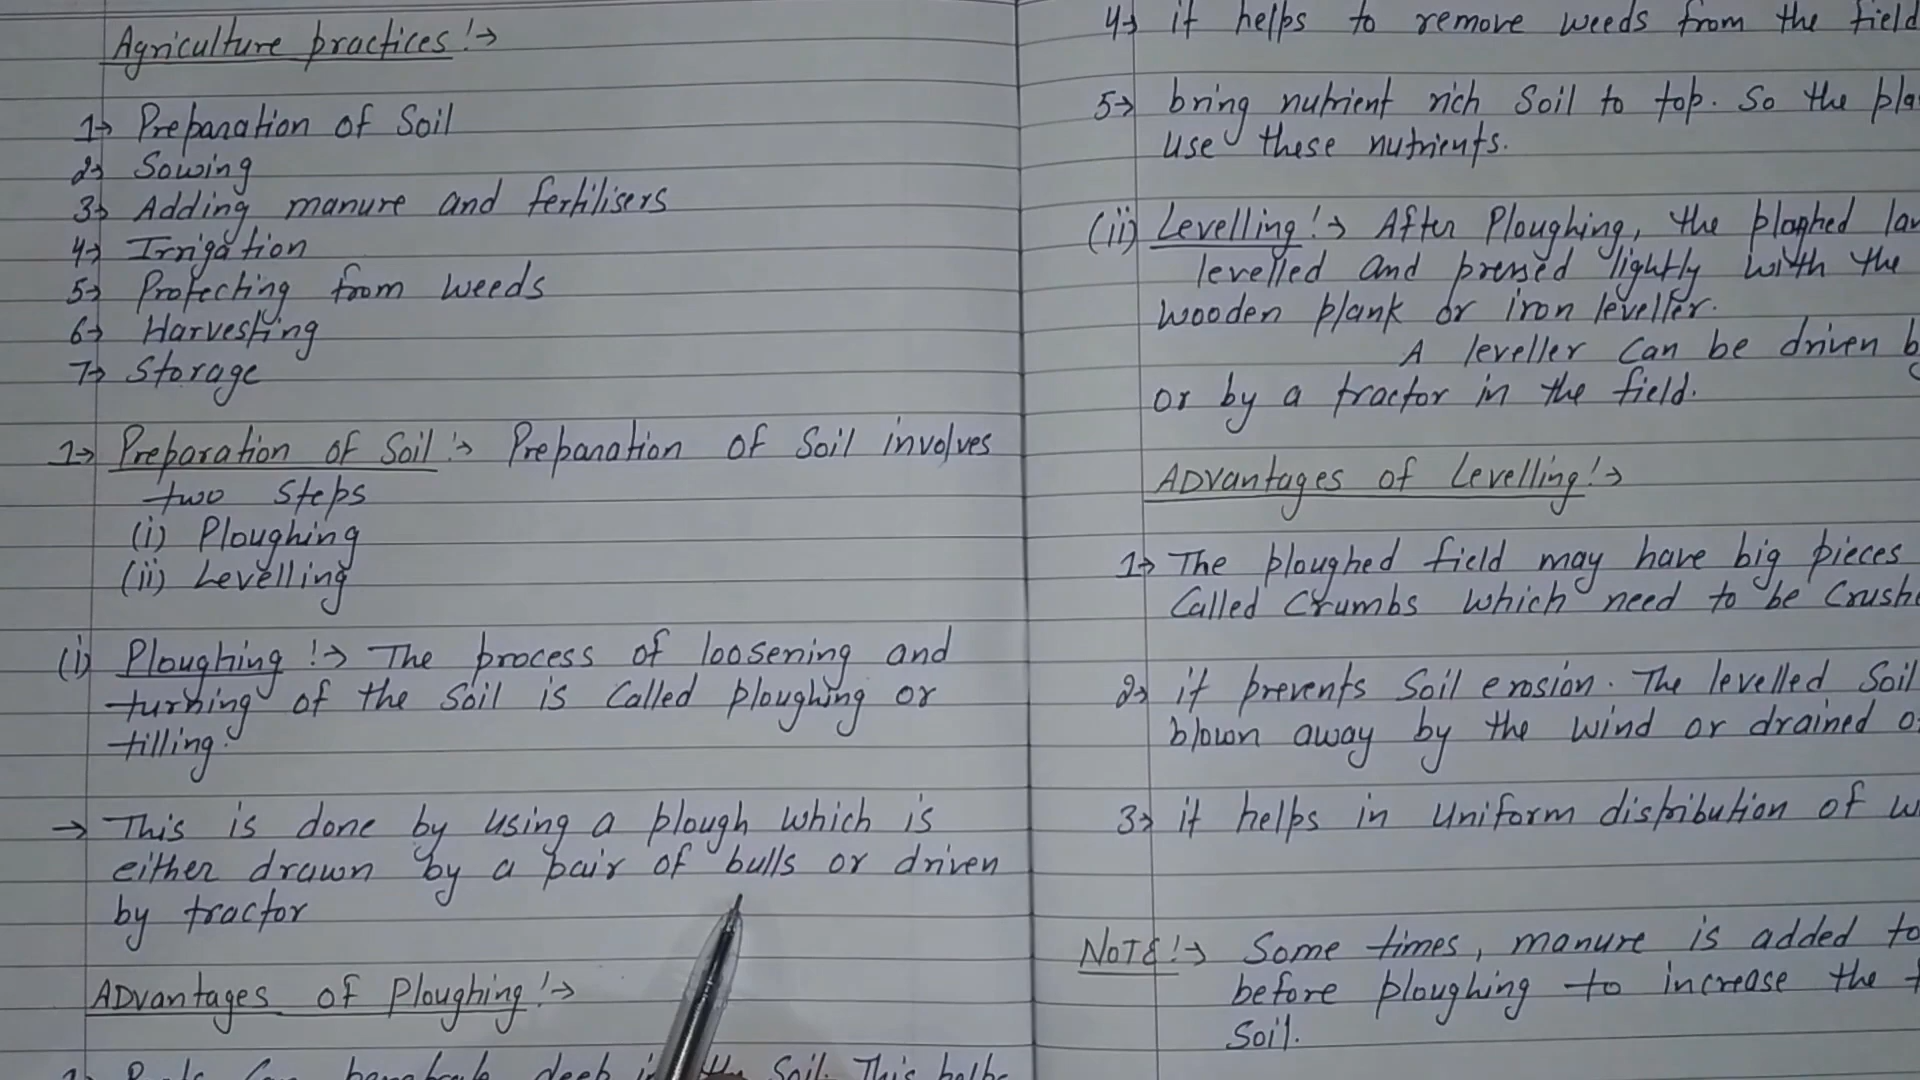 Agriculture practices :→
1→ Preparation of Soil
2→ Sowing
3→ Adding manure and fertilisers
4→ Irrigation
5→ Protecting from weeds
6→ Harvesting
7→ Storage
1→ Preparation of Soil :→ Preparation of Soil involves
two steps
(i) Ploughing
(ii) Levelling
(i) Ploughing :→ The process of loosening and
turning of the soil is called ploughing or
tilling.
→ This is done by using a plough which is
either drawn by a pair of bulls or driven
by tractor
Advantages of Ploughing :→
deep Soil. This
4→ it helps to remove weeds from the field
5→ bring nutrient rich soil to top. So the
use these nutrients.
(ii) Levelling :→ After Ploughing, the ploghed
levelled and pressed lightly with the
wooden plank or iron leveller.
A leveller can be driven
or by a tractor in the field.
Advantages of Levelling :→
1→ The ploughed field may have big pieces
called crumbs which need to be
2→ it prevents soil erosion. The levelled soil
blown away by the wind or drained
3→ it helps in uniform distribution of
NOTE :→ Some times, manure is added to
before ploughing to increase the
soil.